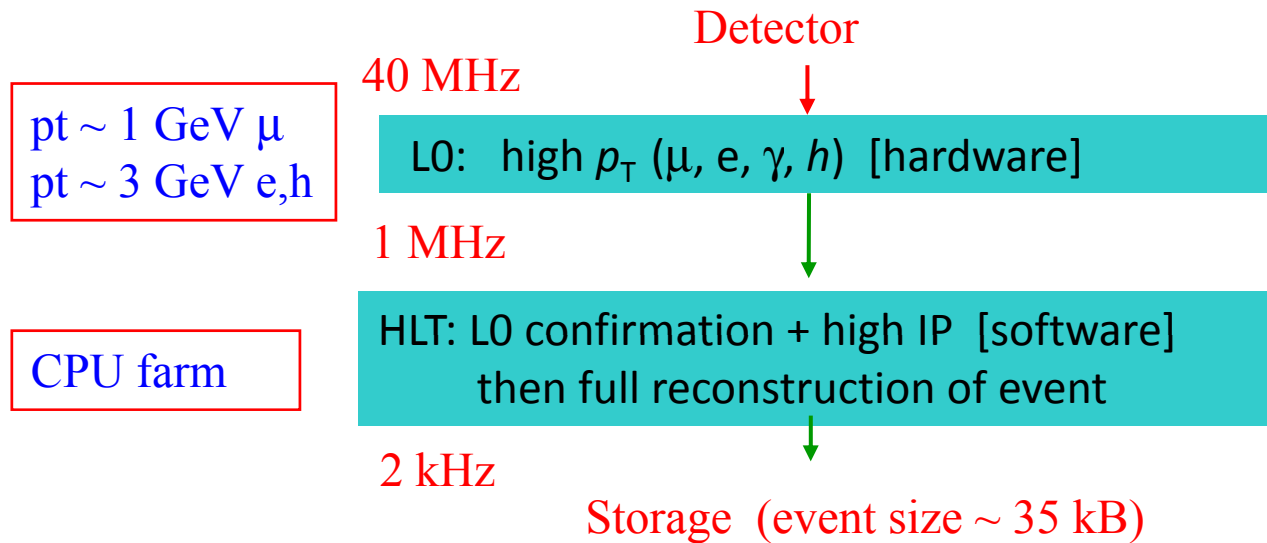 Detector
40 MHz
pt ~ 1 GeV μ
pt ~ 3 GeV e,h
L0: high pT (μ, e, γ, h) [hardware]
1 MHz
HLT: L0 confirmation + high IP [software]
then full reconstruction of event
CPU farm
2 kHz
Storage (event size ~ 35 kB)